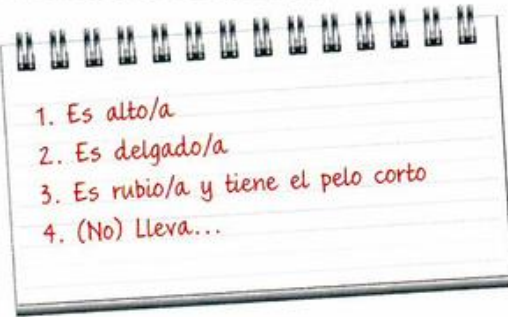 1. Es alto/a
2. Es delgado/a
3. Es rubio/a y tiene el pelo corto
4. (No) Lleva...